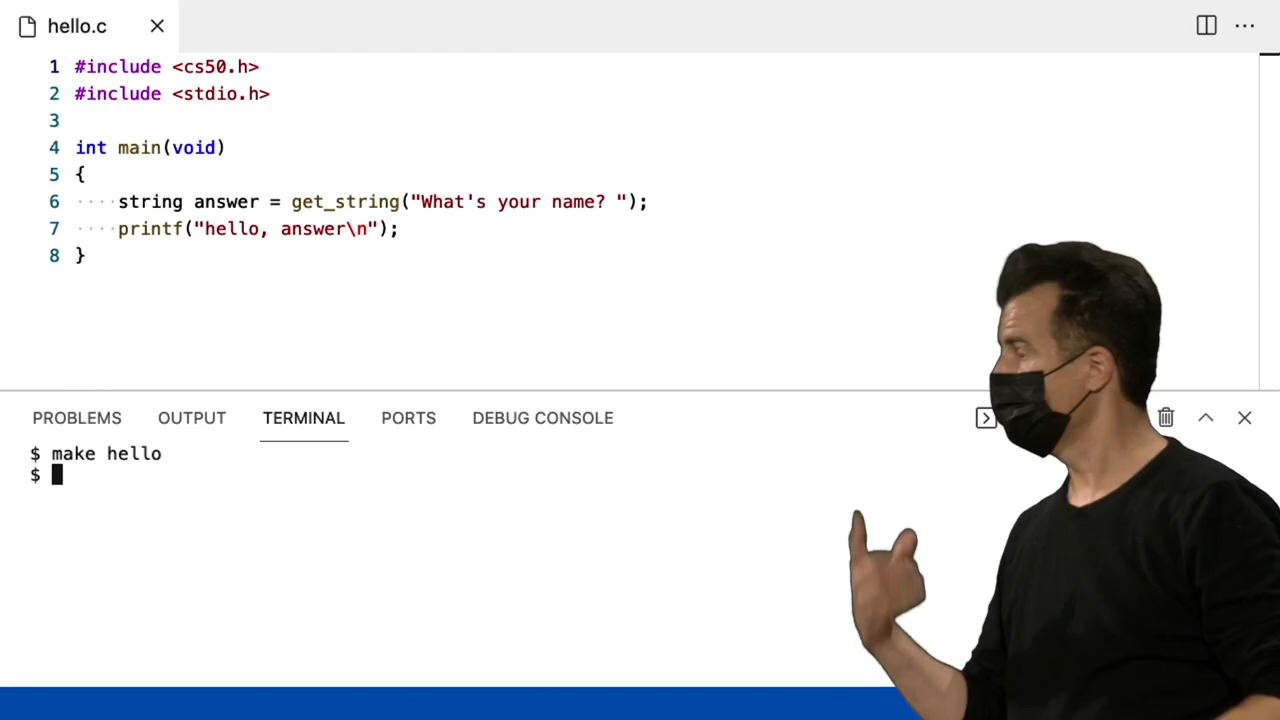 hello.c
1 #include <cs50.h>
2 #include <stdio.h>
3
4 int main(void)
5 {
6 string answer = get_string("What's your name? ");
7 printf("hello, answer\n");
8 }
PROBLEMS OUTPUT TERMINAL PORTS DEBUG CONSOLE
$ make hello
$